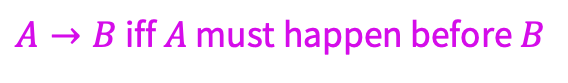 A → B iff A must happen before B